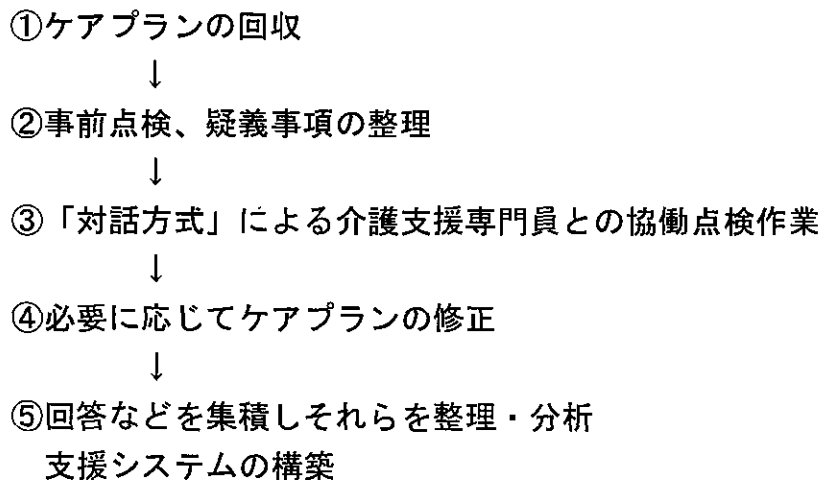 ①ケアプランの回収
↓
②事前点検、疑義事項の整理
↓
③「対話方式」による介護支援専門員との協働点検作業
↓
④必要に応じてケアプランの修正
↓
⑤回答などを集積しそれらを整理・分析
支援システムの構築